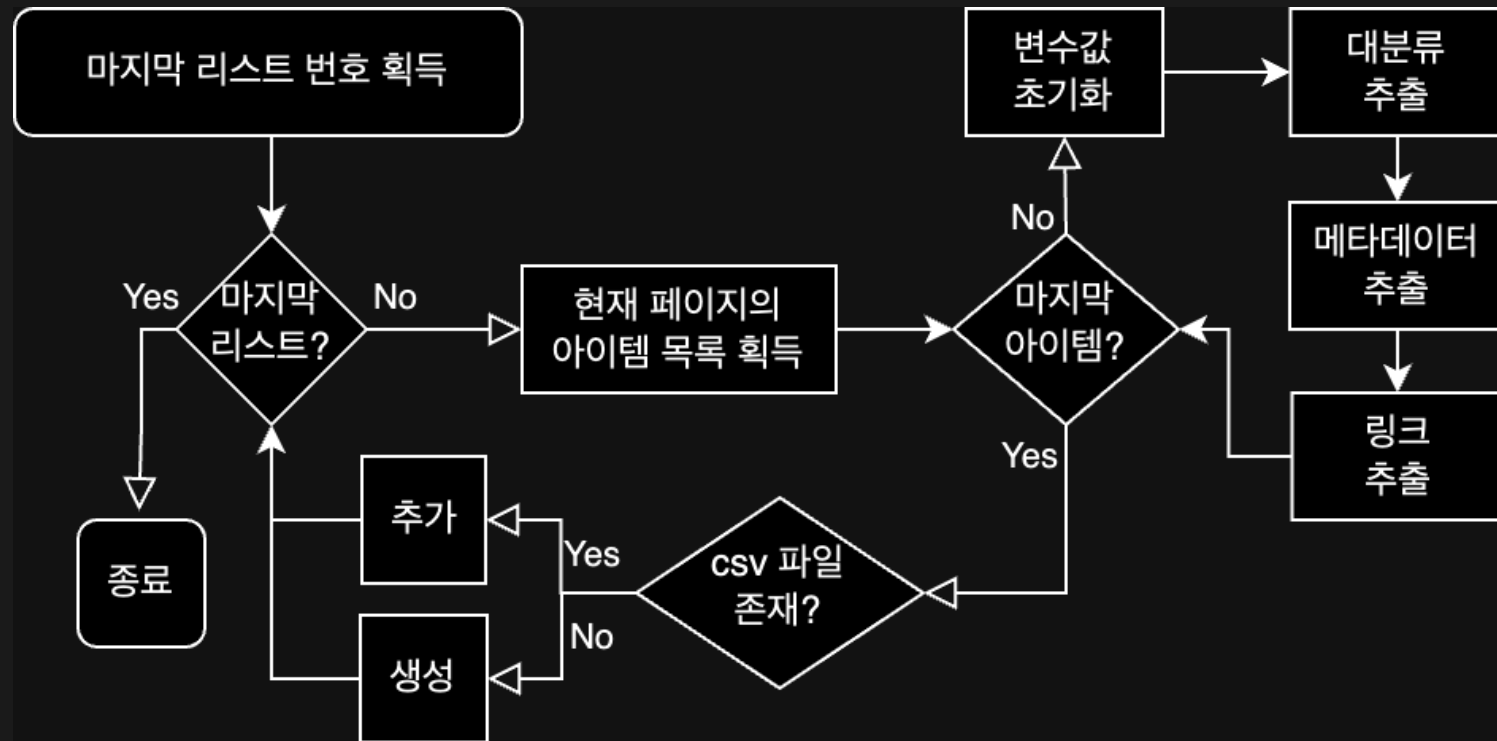 마지막 리스트 번호 획득
변수값
초기화
대분류
추출
No
메타데이터
추출
Yes
마지막
리스트?
No
현재 페이지의
아이템 목록 획득
마지막
아이템?
링크
추출
Yes
추가
Yes
csv 파일
존재?
종료
No
생성